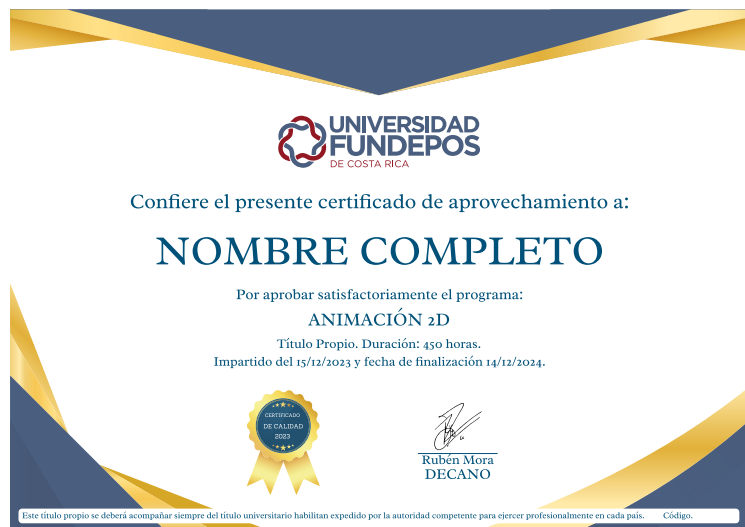 UNIVERSIDAD
FUNDEPOS
DE COSTA RICA
Confiere el presente certificado de aprovechamiento a:
NOMBRE COMPLETO
Por aprobar satisfactoriamente el programa:
ANIMACIÓN 2D
Título Propio. Duración: 450 horas.
Impartido del 15/12/2023 y fecha de finalización 14/12/2024.
CERTIFICADO
DE CALIDAD
2023
Rubén Mora
DECANO
Este título propio se deberá acompañar siempre del título universitario habilitan expedido por la autoridad competente para ejercer profesionalmente en cada país. Código.